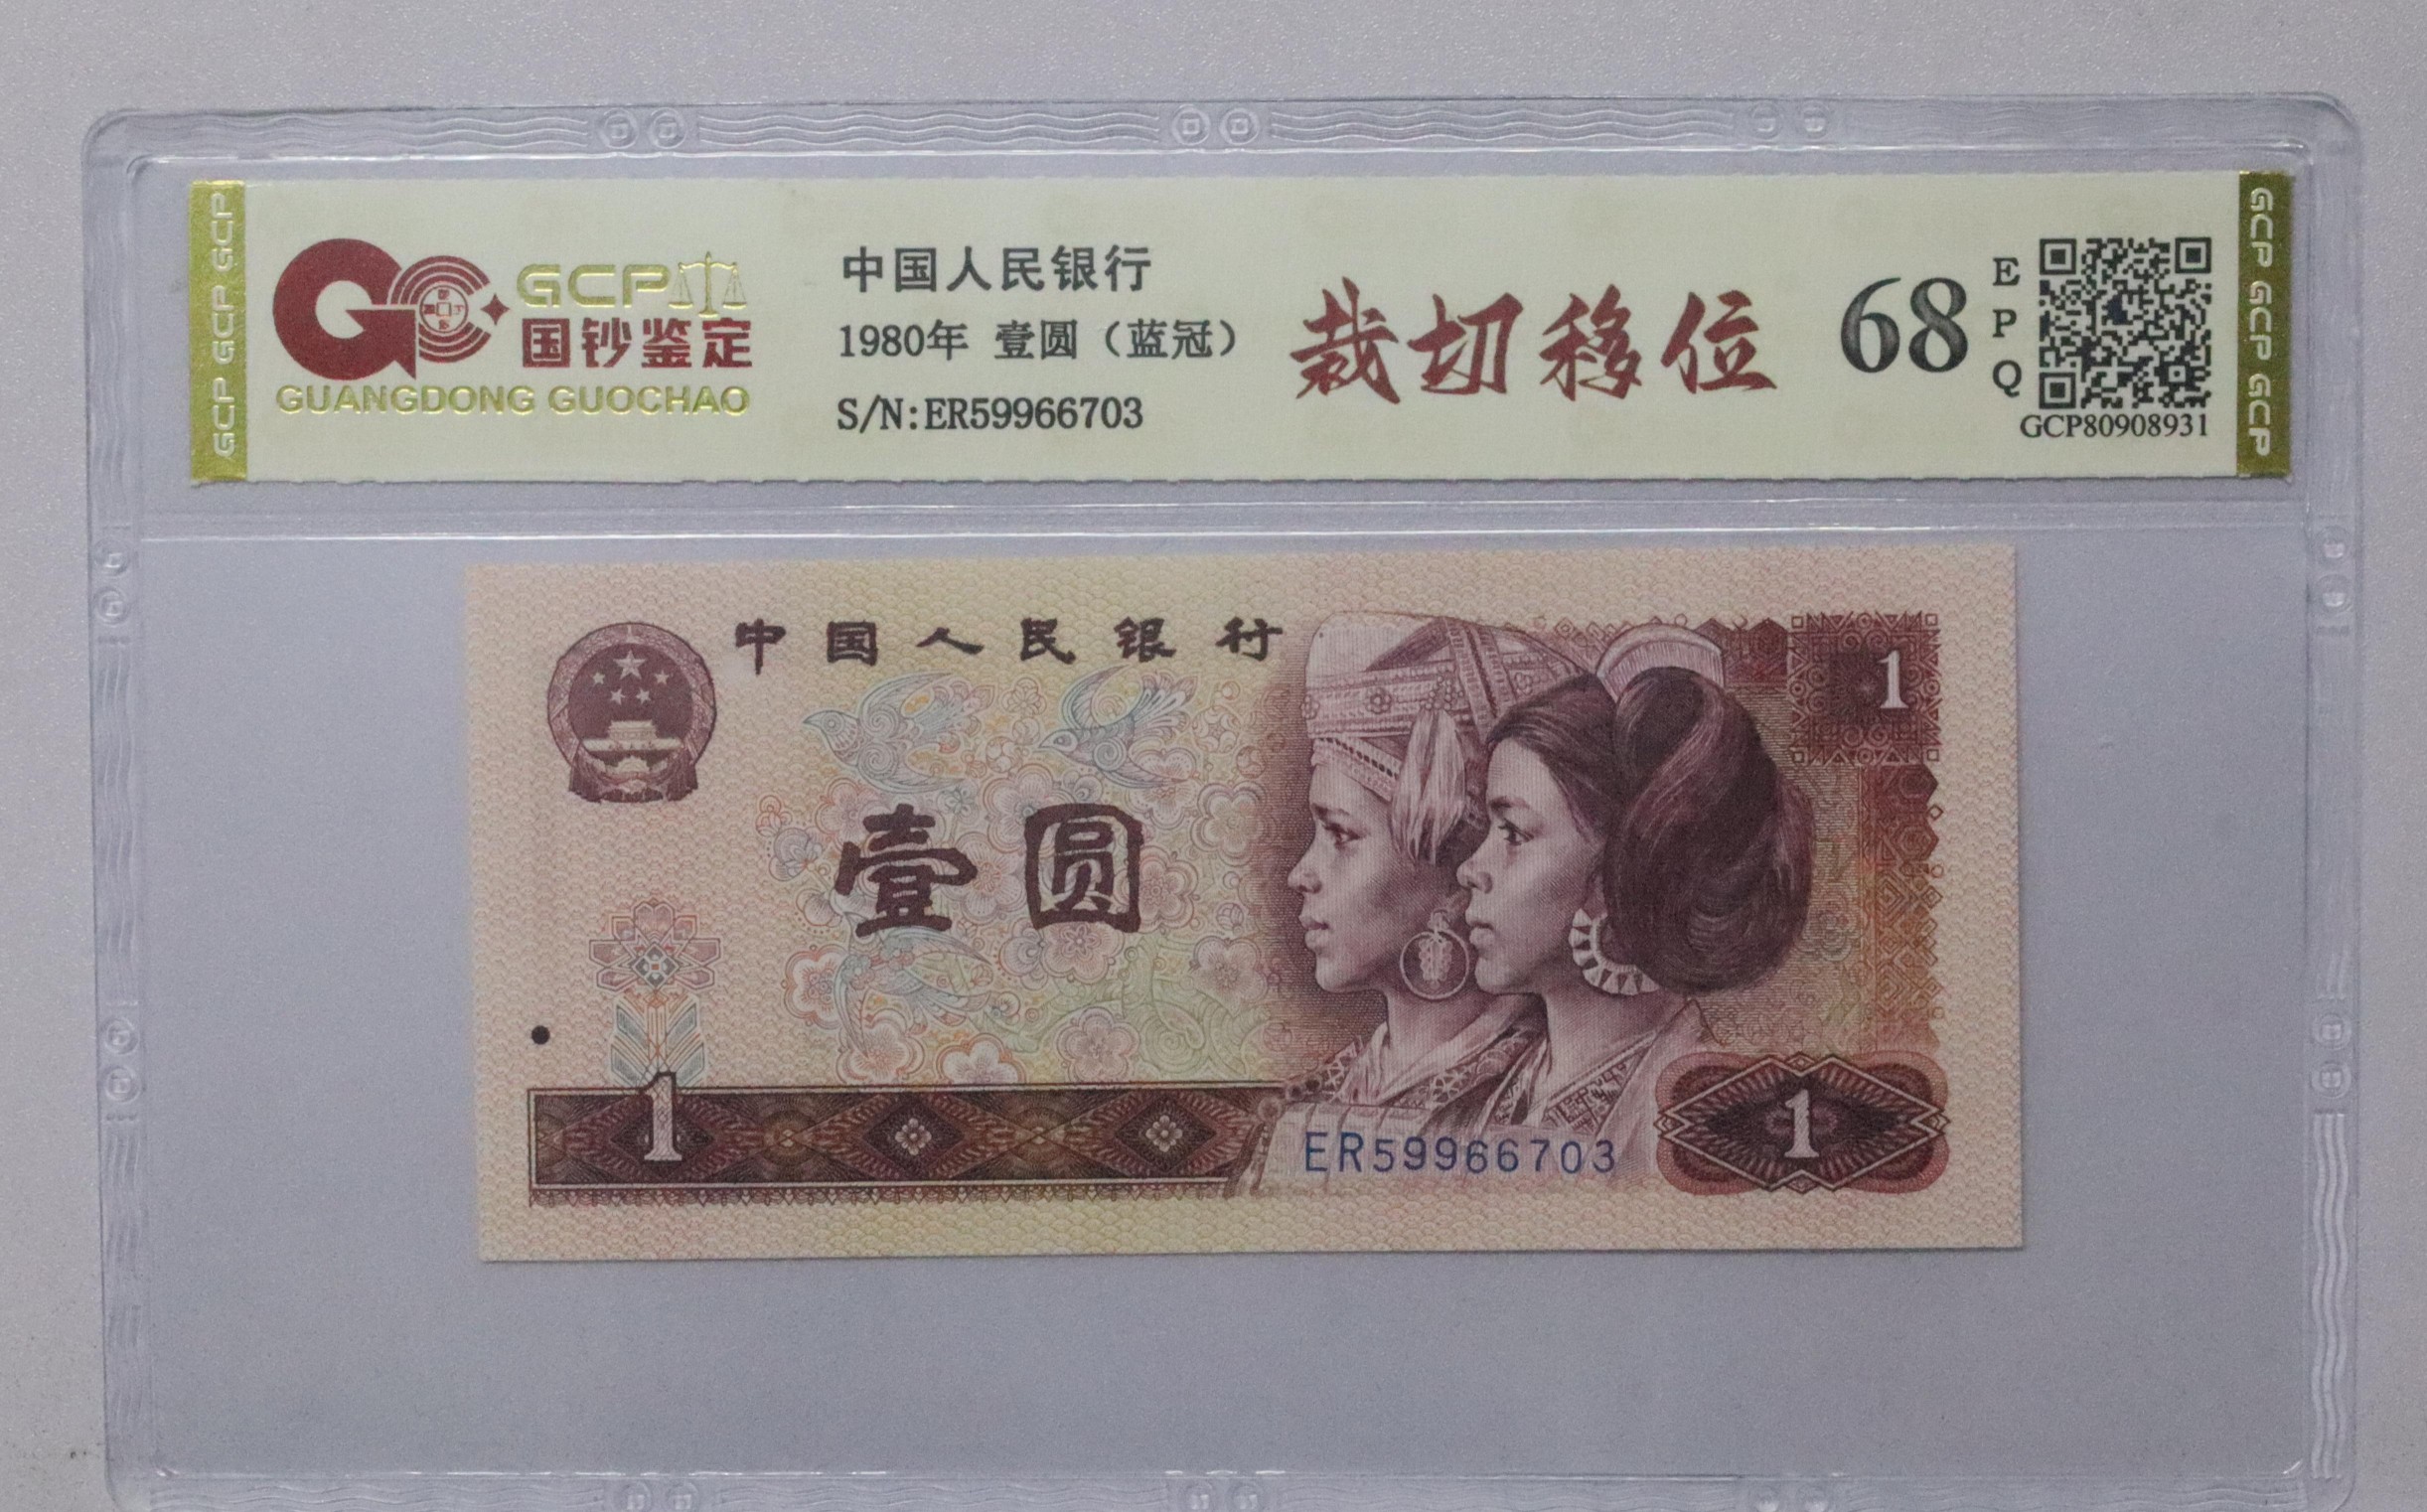 GCP GCP GCP
GCP
国钞鉴定
GUANGDONG GUOCHAO
中国人民银行
1980年 壹圆（蓝冠）
S/N:ER59966703
裁切移位
68
EPQ
GCP80908931
GCP GCP GCP
中国人民银行
1
壹圆
1
ER59966703
1